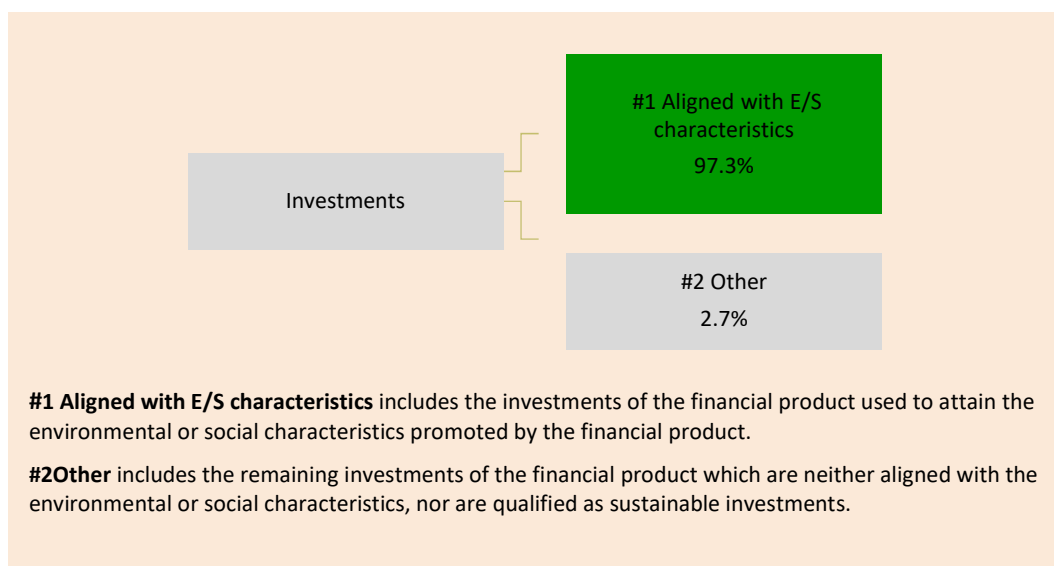 #1 Aligned with E/S
characteristics
97.3%
Investments
#2 Other
2.7%
#1 Aligned with E/S characteristics includes the investments of the financial product used to attain the
environmental or social characteristics promoted by the financial product.
#2Other includes the remaining investments of the financial product which are neither aligned with the
environmental or social characteristics, nor are qualified as sustainable investments.